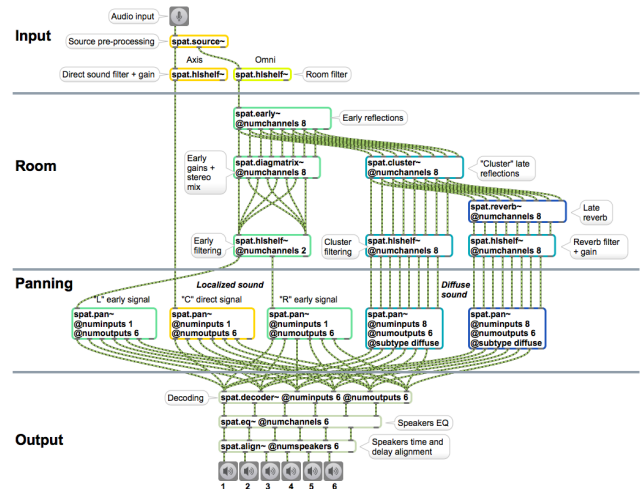 Audio input
Input
Source pre-processing
spat.source~
Axis
Omni
Direct sound filter + gain
spat.hlshelf~
spat.hlshelf~
Room filter
spat.early~
@numchannels 8
Early reflections
Room
Early
gains +
stereo
mix
spat.diagmatrix~
@numchannels 8
spat.cluster~
@numchannels 8
"Cluster" late
reflections
spat.reverb~
@numchannels 8
Late
reverb
Early
filtering
spat.hlshelf~
@numchannels 2
Cluster
filtering
spat.hlshelf~
@numchannels 8
spat.hlshelf~
@numchannels 8
Reverb filter
+ gain
Panning
Localized sound
Diffuse
sound
"L" early signal
"C" direct signal
"R" early signal
spat.pan~
@numinputs 1
@numoutputs 6
spat.pan~
@numinputs 1
@numoutputs 6
spat.pan~
@numinputs 1
@numoutputs 6
spat.pan~
@numinputs 8
@numoutputs 6
@subtype diffuse
spat.pan~
@numinputs 8
@numoutputs 6
@subtype diffuse
Decoding
spat.decoder~ @numinputs 6 @numoutputs 6
spat.eq~ @numchannels 6
Speakers EQ
Output
spat.align~ @numspeakers 6
Speakers time and
delay alignment
1 2 3 4 5 6